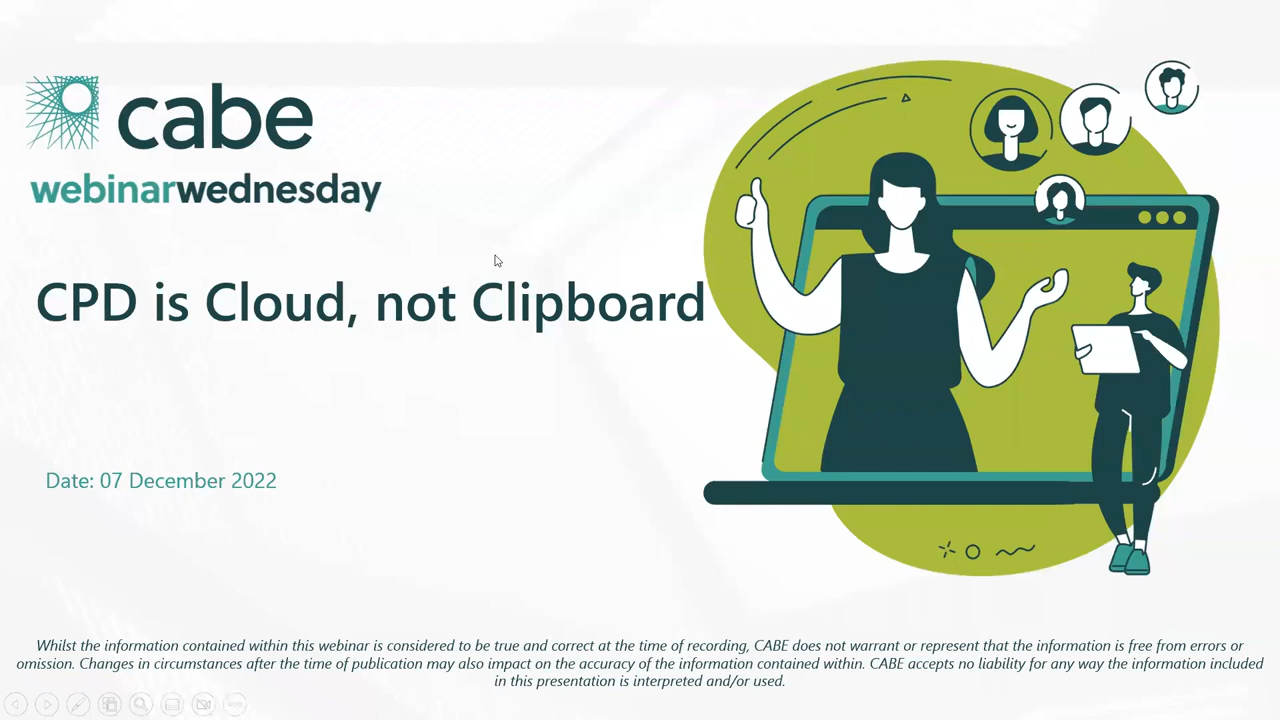 cabe
webinarwednesday
CPD is Cloud, not Clipboard
Date: 07 December 2022
Whilst the information contained within this webinar is considered to be true and correct at the time of recording, CABE does not warrant or represent that the information is free from errors or
omission. Changes in circumstances after the time of publication may also impact on the accuracy of the information contained within. CABE accepts no liability for any way the information included
in this presentation is interpreted and/or used.